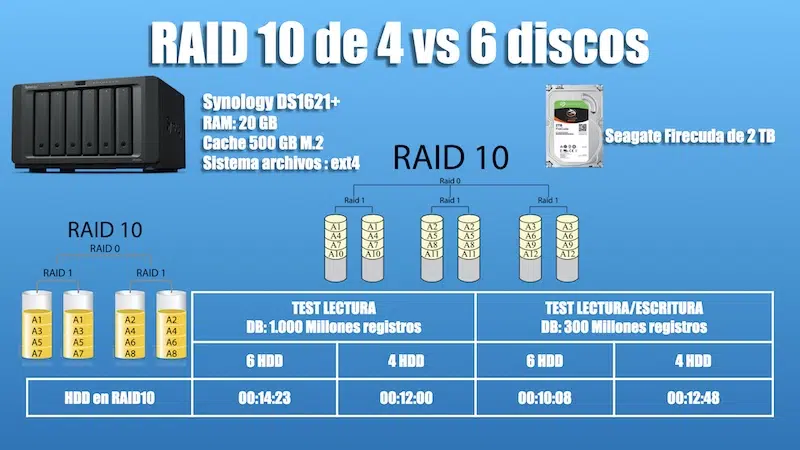 RAID 10 de 4 vs 6 discos
Synology DS1621+
RAM: 20 GB
Cache 500 GB M.2
Sistema archivos : ext4
Seagate Firecuda de 2 TB
RAID 10
Raid 0
Raid 1 Raid 1 Raid 1
A1 A1 A2 A2 A3 A3
A4 A4 A5 A5 A6 A6
A7 A7 A8 A8 A9 A9
A10 A10 A11 A11 A12 A12
RAID 10
RAID 0
RAID 1 RAID 1
A1 A1 A2 A2
A3 A3 A4 A4
A5 A5 A6 A6
A7 A7 A8 A8
TEST LECTURA TEST LECTURA/ESCRITURA
DB: 1.000 Millones registros DB: 300 Millones registros
6 HDD 4 HDD 6 HDD 4 HDD
HDD en RAID10 00:14:23 00:12:00 00:10:08 00:12:48